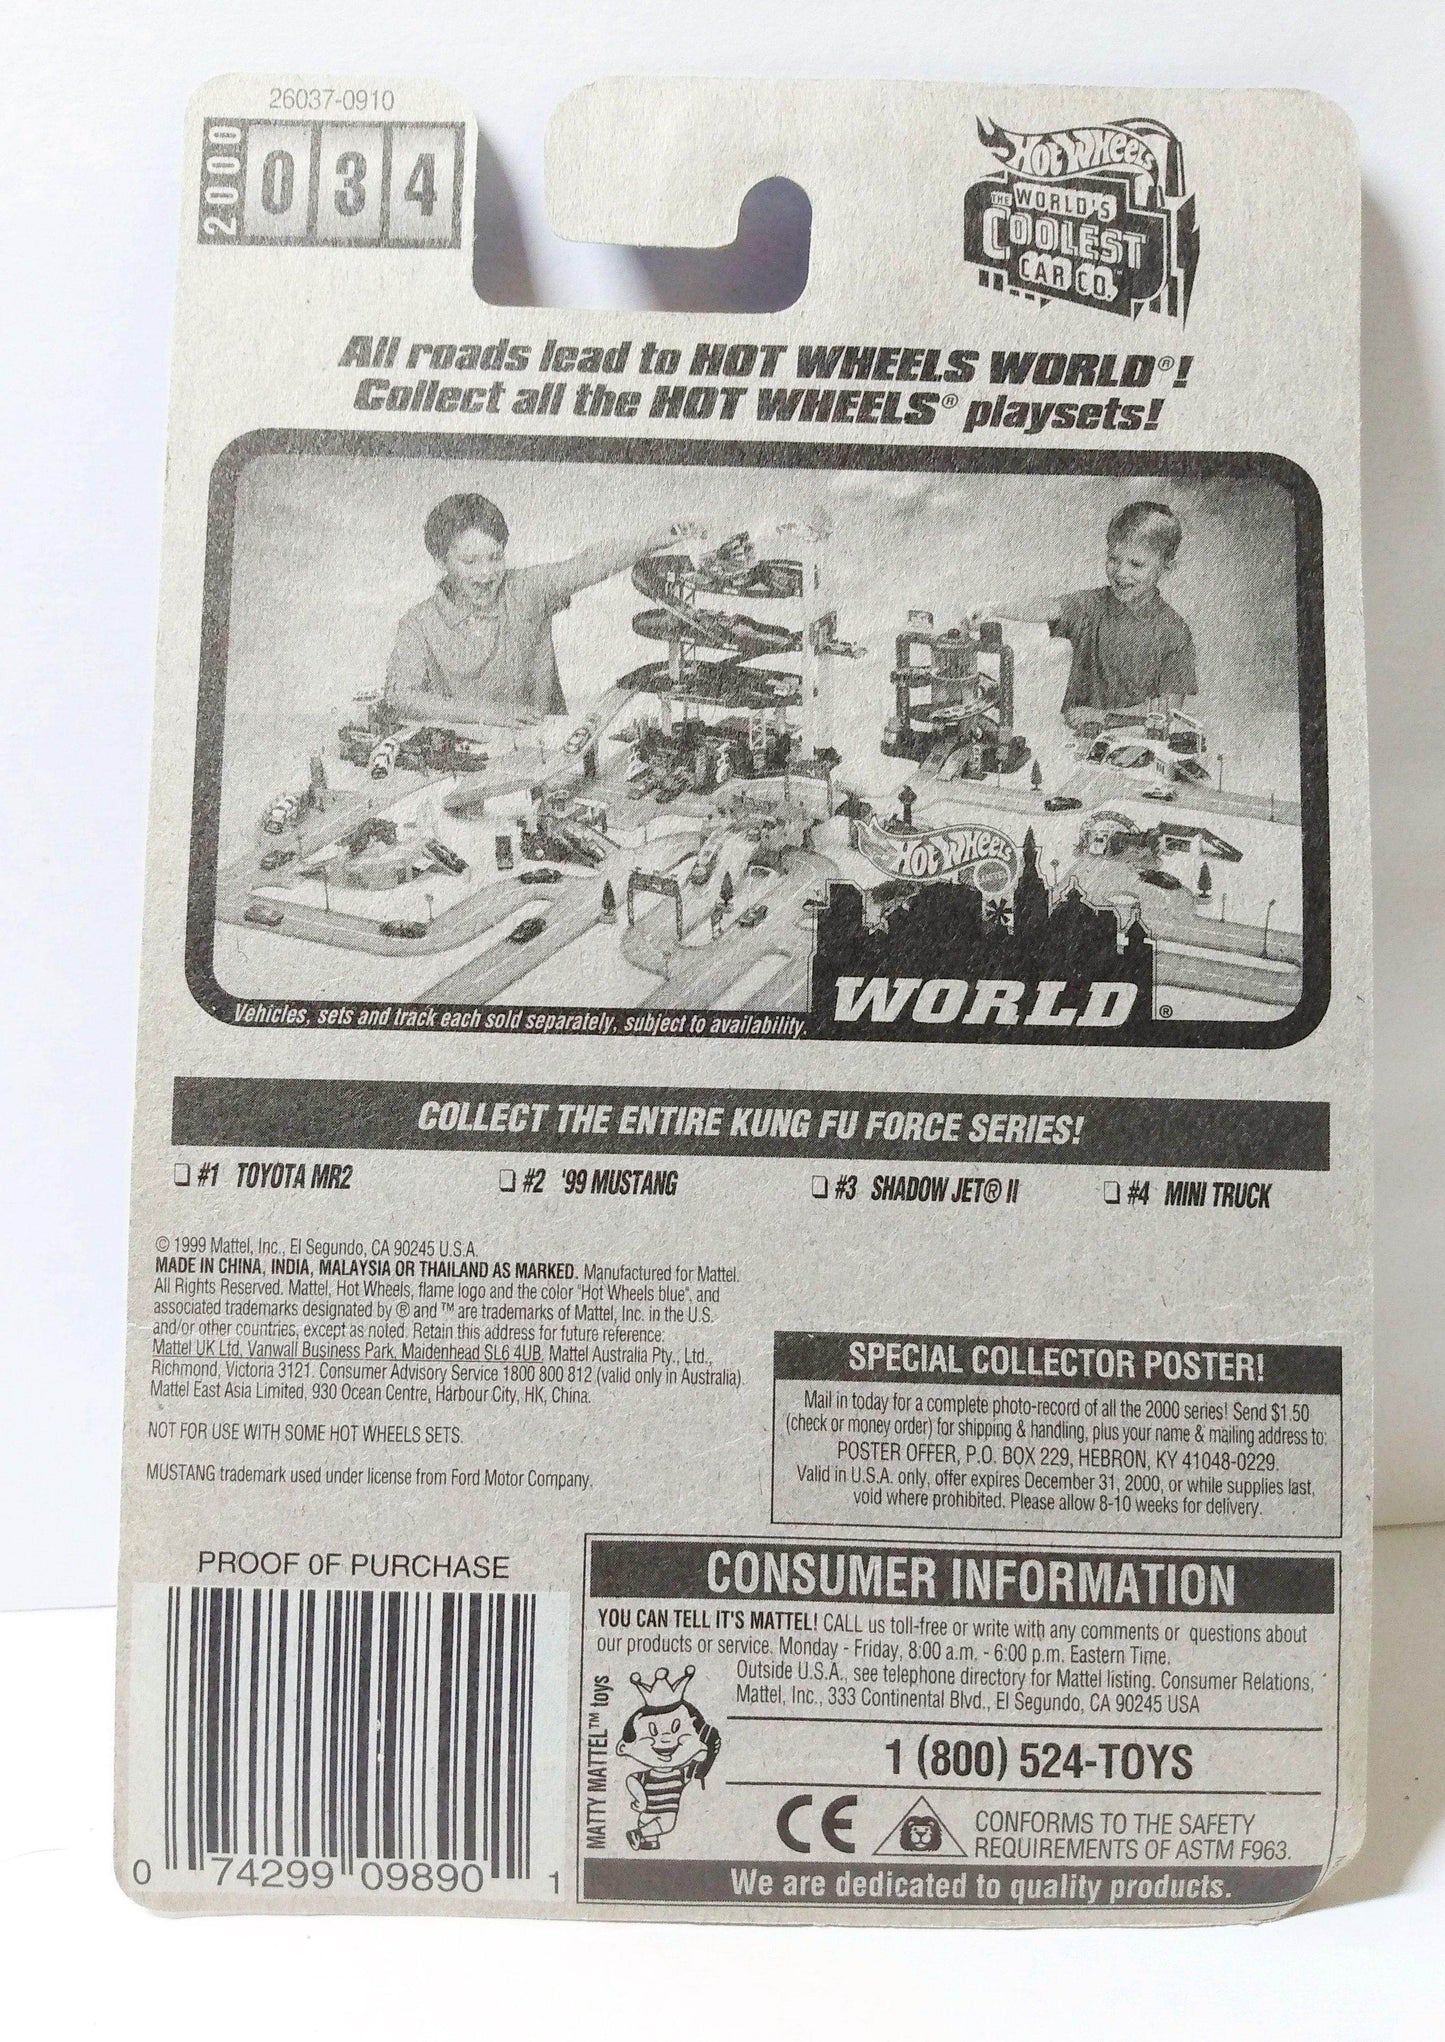 26037-0910
2000
034
HOT WHEELS
THE WORLD'S
COOLEST
CAR CO.™
All roads lead to HOT WHEELS WORLD®!
Collect all the HOT WHEELS® playsets!
HOT WHEELS
WORLD®
Vehicles, sets and track each sold separately, subject to availability.
COLLECT THE ENTIRE KUNG FU FORCE SERIES!
#1 TOYOTA MR2
#2 '99 MUSTANG
#3 SHADOW JET® II
#4 MINI TRUCK
© 1999 Mattel, Inc., El Segundo, CA 90245 U.S.A.
MADE IN CHINA, INDIA, MALAYSIA OR THAILAND AS MARKED. Manufactured for Mattel.
All Rights Reserved. Mattel, Hot Wheels, flame logo and the color "Hot Wheels blue", and
associated trademarks designated by ® and ™ are trademarks of Mattel, Inc. in the U.S.
and/or other countries, except as noted. Retain this address for future reference:
Mattel UK Ltd, Vanwall Business Park, Maidenhead SL6 4UB. Mattel Australia Pty., Ltd.,
Richmond, Victoria 3121. Consumer Advisory Service 1800 800 812 (valid only in Australia).
Mattel East Asia Limited, 930 Ocean Centre, Harbour City, HK, China.
NOT FOR USE WITH SOME HOT WHEELS SETS.
MUSTANG trademark used under license from Ford Motor Company.
SPECIAL COLLECTOR POSTER!
Mail in today for a complete photo-record of all the 2000 series! Send $1.50
(check or money order) for shipping & handling, plus your name & mailing address to:
POSTER OFFER, P.O. BOX 229, HEBRON, KY 41048-0229.
Valid in U.S.A. only, offer expires December 31, 2000, or while supplies last,
void where prohibited. Please allow 8-10 weeks for delivery.
PROOF OF PURCHASE
0 74299 09890 1
CONSUMER INFORMATION
YOU CAN TELL IT'S MATTEL! CALL us toll-free or write with any comments or questions about
our products or service. Monday - Friday, 8:00 a.m. - 6:00 p.m. Eastern Time.
Outside U.S.A., see telephone directory for Mattel listing. Consumer Relations,
Mattel, Inc., 333 Continental Blvd., El Segundo, CA 90245 USA
MATTY MATTEL™ toys
1 (800) 524-TOYS
CE
CONFORMS TO THE SAFETY
REQUIREMENTS OF ASTM F963.
We are dedicated to quality products.